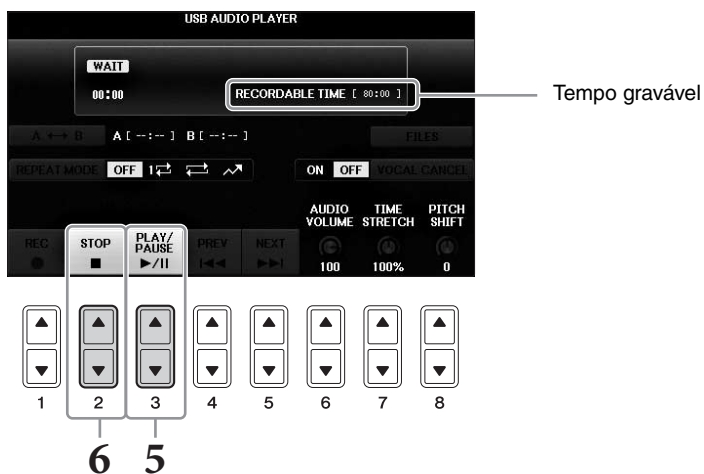 USB AUDIO PLAYER
WAIT
00:00
RECORDABLE TIME [ 80:00 ]
Tempo gravável
A ↔ B A [ --:-- ] B [ --:-- ] FILES
REPEAT MODE OFF 1 ON OFF VOCAL CANCEL
AUDIO VOLUME TIME STRETCH PITCH SHIFT
REC STOP PLAY/PAUSE PREV NEXT
● ■ ►/II I◄◄ ►►I 100 100% 0
1 2 3 4 5 6 7 8
6 5